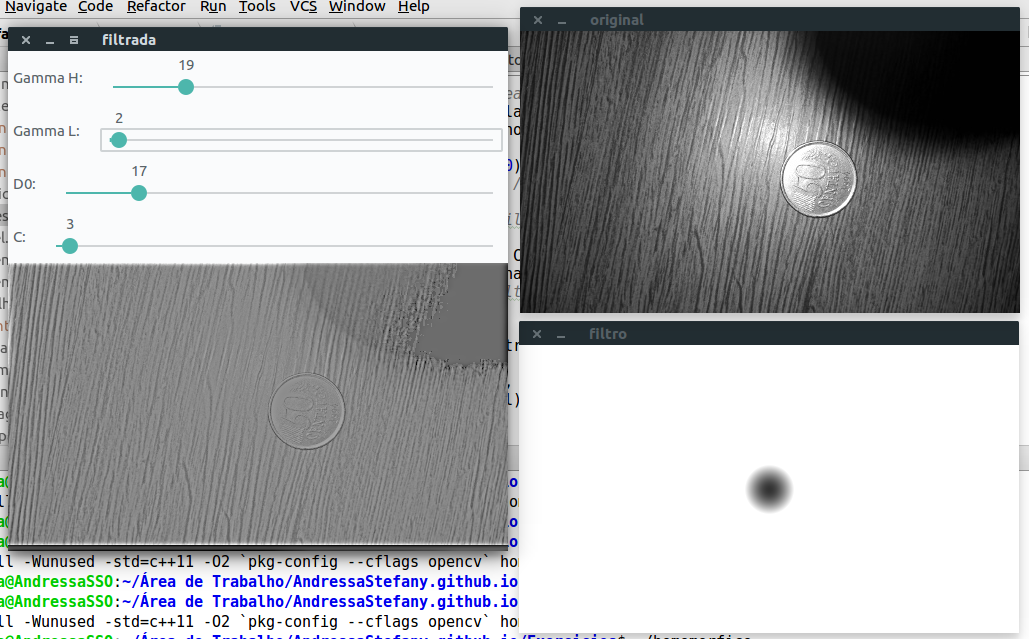 Navigate Code Refactor Run Tools VCS Window Help
filtrada
19
Gamma H:
2
Gamma L:
17
D0:
3
C:
original
50
filtro
ll -Wunused -std=c++11 -O2 `pkg-config --cflags opencv` ho
a@AndressaSSO:~/Área de Trabalho/AndressaStefany.github.io
a@AndressaSSO:~/Área de Trabalho/AndressaStefany.github.io
ll -Wunused -std=c++11 -O2 `pkg-config --cflags opencv` ho